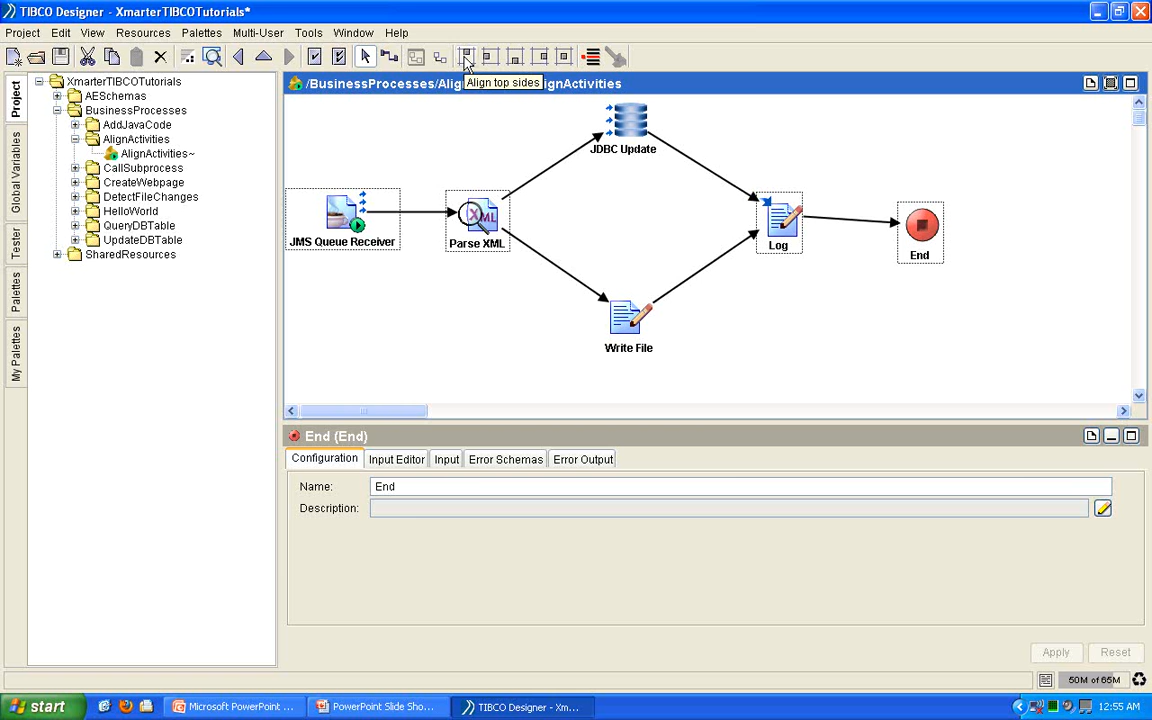 TIBCO Designer - XmarterTIBCOTutorials*
Project Edit View Resources Palettes Multi-User Tools Window Help
Align top sides
Project
Global Variables
Tester
Palettes
My Palettes
XmarterTIBCOTutorials
AESchemas
BusinessProcesses
AddJavaCode
AlignActivities
AlignActivities~
CallSubprocess
CreateWebpage
DetectFileChanges
HelloWorld
QueryDBTable
UpdateDBTable
SharedResources
/BusinessProcesses/Alig gnActivities
JDBC Update
JMS Queue Receiver
XML
Parse XML
Log
End
Write File
End (End)
Configuration Input Editor Input Error Schemas Error Output
Name: End
Description:
Apply Reset
50M of 65M
start Microsoft PowerPoint ... PowerPoint Slide Sho... TIBCO Designer - Xm... 12:55 AM